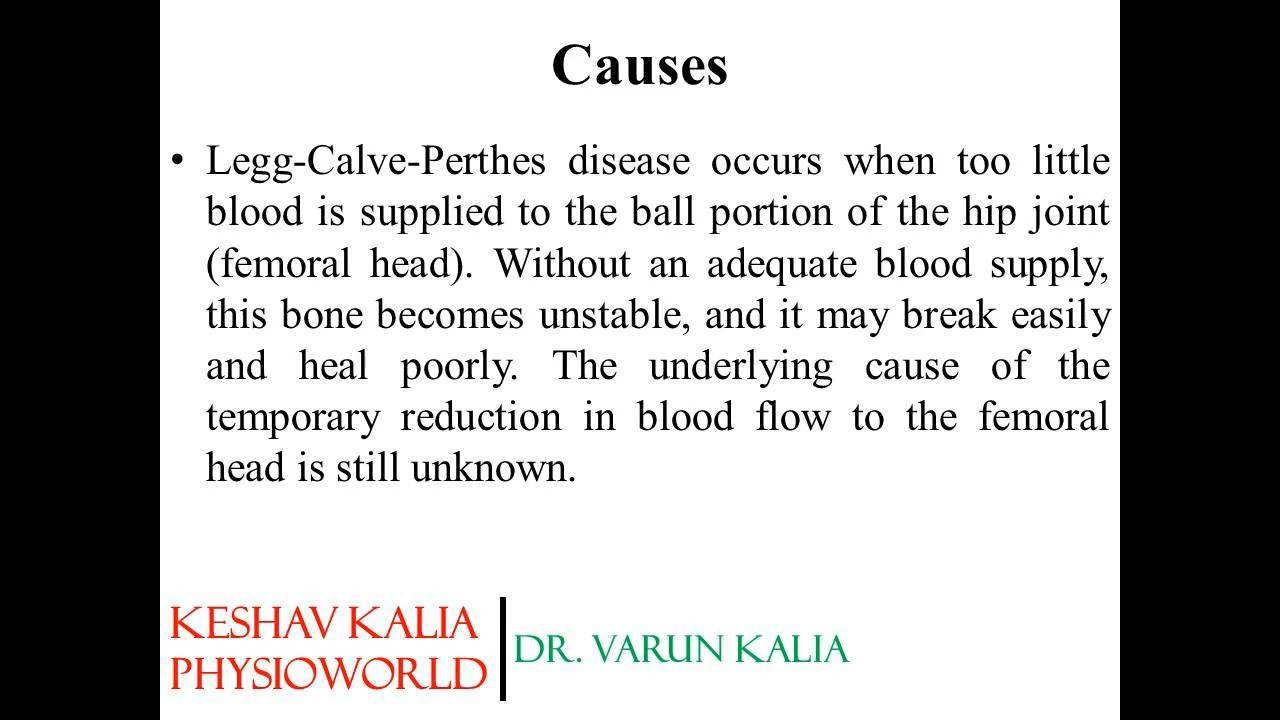 Causes
• Legg-Calve-Perthes disease occurs when too little
blood is supplied to the ball portion of the hip joint
(femoral head). Without an adequate blood supply,
this bone becomes unstable, and it may break easily
and heal poorly. The underlying cause of the
temporary reduction in blood flow to the femoral
head is still unknown.
KESHAV KALIA
PHYSIOWORLD
DR. VARUN KALIA